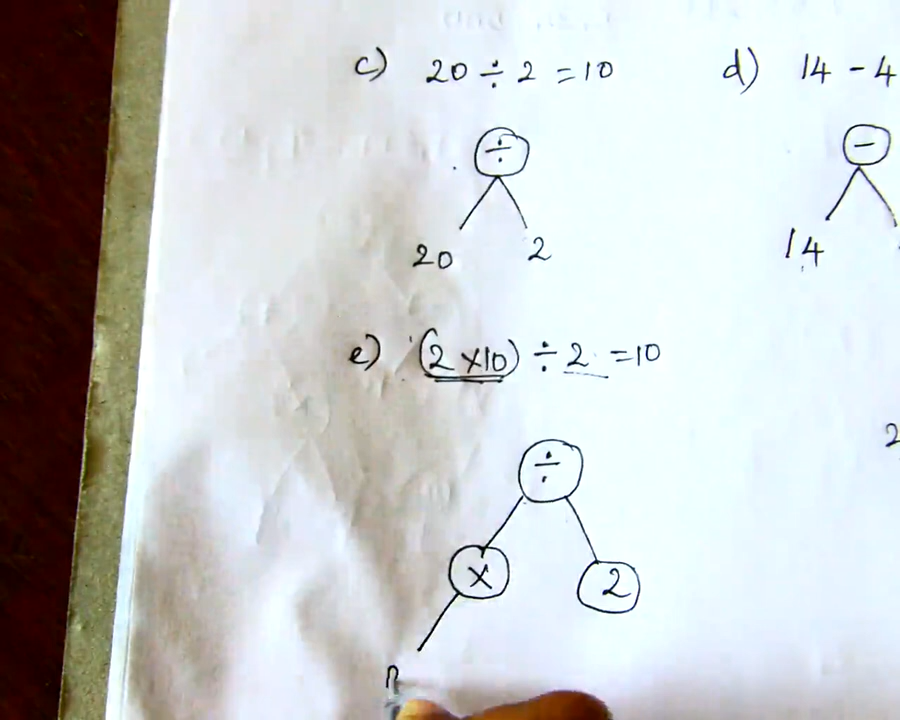 c) 20 ÷ 2 = 10
d) 14 - 4
÷
20 2
-
14
e) (2 ×10) ÷ 2 = 10
÷
× 2